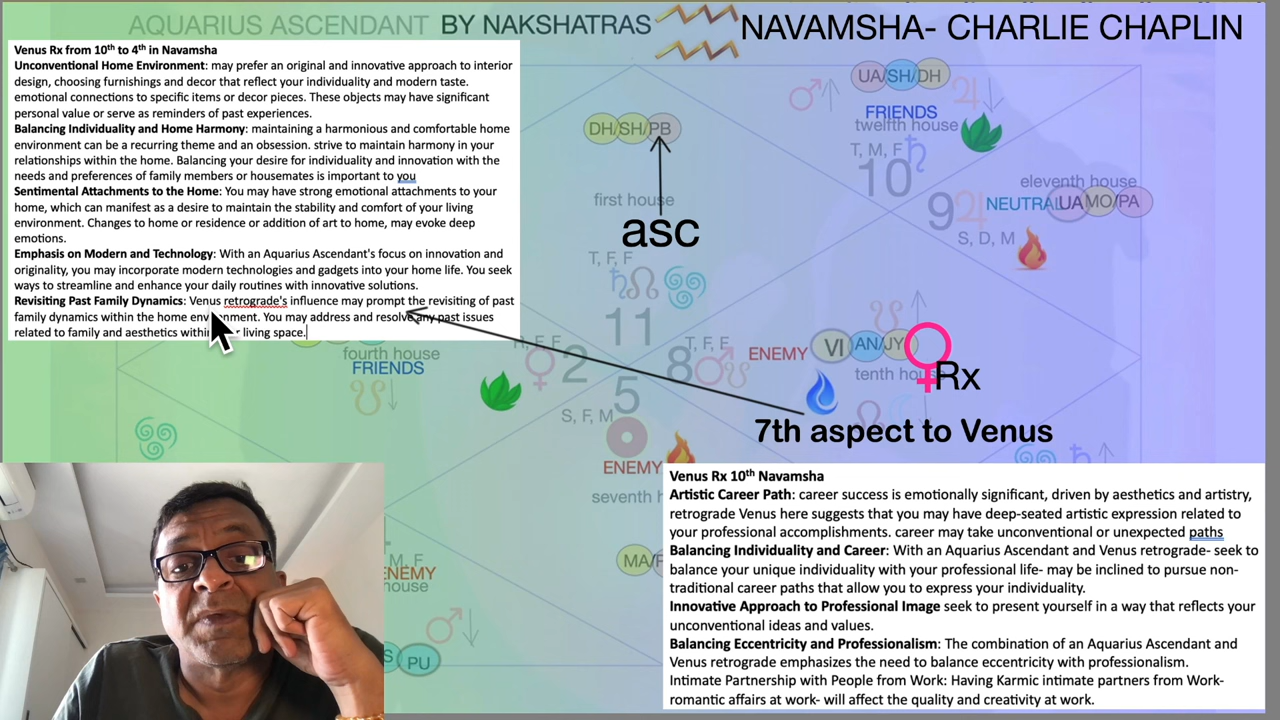 AQUARIUS ASCENDANT BY NAKSHATRAS
NAVAMSHA- CHARLIE CHAPLIN
Venus Rx from 10th to 4th in Navamsha
Unconventional Home Environment: may prefer an original and innovative approach to interior
design, choosing furnishings and decor that reflect your individuality and modern taste.
emotional connections to specific items or decor pieces. These objects may have significant
personal value or serve as reminders of past experiences.
Balancing Individuality and Home Harmony: maintaining a harmonious and comfortable home
environment can be a recurring theme and an obsession. strive to maintain harmony in your
relationships within the home. Balancing your desire for individuality and innovation with the
needs and preferences of family members or housemates is important to you
Sentimental Attachments to the Home: You may have strong emotional attachments to your
home, which can manifest as a desire to maintain the stability and comfort of your living
environment. Changes to home or residence or addition of art to home, may evoke deep
emotions.
Emphasis on Modern and Technology: With an Aquarius Ascendant's focus on innovation and
originality, you may incorporate modern technologies and gadgets into your home life. You seek
ways to streamline and enhance your daily routines with innovative solutions.
Revisiting Past Family Dynamics: Venus retrograde's influence may prompt the revisiting of past
family dynamics within the home environment. You may address and resolve any past issues
related to family and aesthetics within living space.
DH/SH/PB
first house
asc
T, F, F
11
UA/SH/DH
FRIENDS
twelfth house
T, M, F
10
eleventh house
NEUTRAL
UA MO/PA
9
S, D, M
fourth house
FRIENDS
F, F
2
8
T, F, F
ENEMY
VI AN/JY
tenth hou
Rx
5
S, F, M
ENEMY
seventh h
7th aspect to Venus
MA/
M, F
ENEMY
house
S PU
Venus Rx 10th Navamsha
Artistic Career Path: career success is emotionally significant, driven by aesthetics and artistry,
retrograde Venus here suggests that you may have deep-seated artistic expression related to
your professional accomplishments. career may take unconventional or unexpected paths
Balancing Individuality and Career: With an Aquarius Ascendant and Venus retrograde- seek to
balance your unique individuality with your professional life- may be inclined to pursue non-
traditional career paths that allow you to express your individuality.
Innovative Approach to Professional Image seek to present yourself in a way that reflects your
unconventional ideas and values.
Balancing Eccentricity and Professionalism: The combination of an Aquarius Ascendant and
Venus retrograde emphasizes the need to balance eccentricity with professionalism.
Intimate Partnership with People from Work: Having Karmic intimate partners from Work-
romantic affairs at work- will affect the quality and creativity at work.